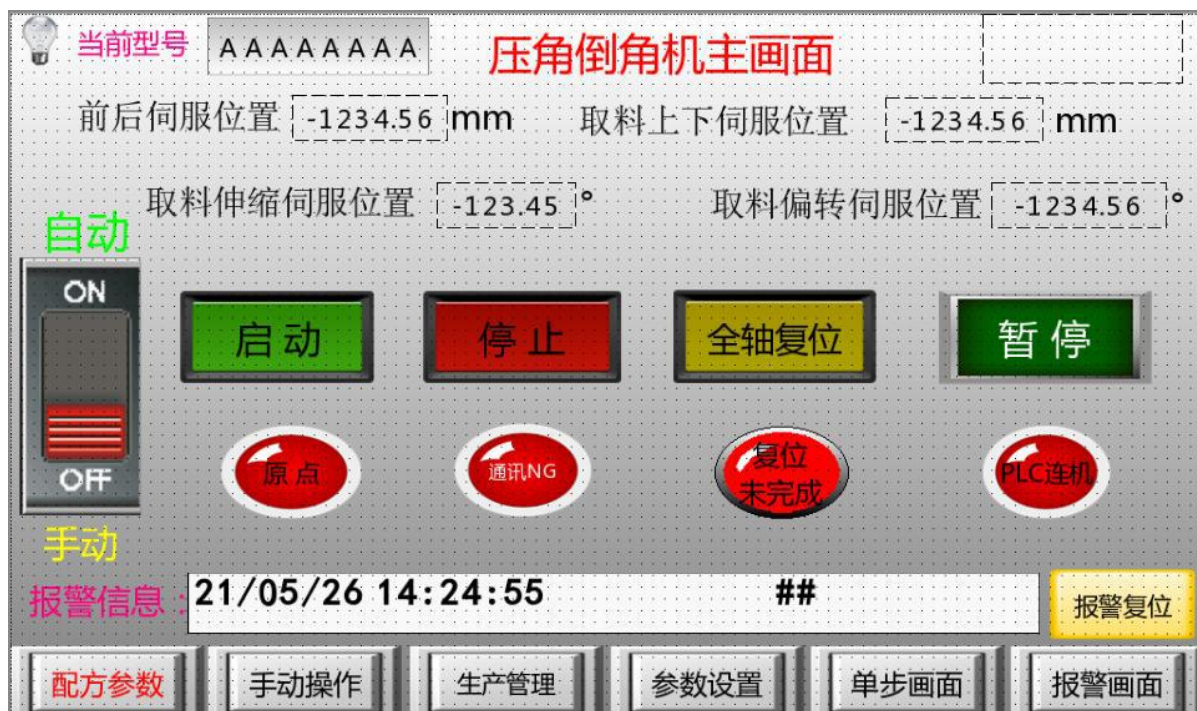 当前型号 AAAAAAAA 压角倒角机主画面
前后伺服位置 -1234.56 mm 取料上下伺服位置 -1234.56 mm
取料伸缩伺服位置 -123.45 ° 取料偏转伺服位置 -1234.56 °
自动
ON
启动 停止 全轴复位 暂停
原点 通讯NG 复位 PLC连机
未完成
OFF
手动
报警信息: 21/05/26 14:24:55 ## 报警复位
配方参数 手动操作 生产管理 参数设置 单步画面 报警画面